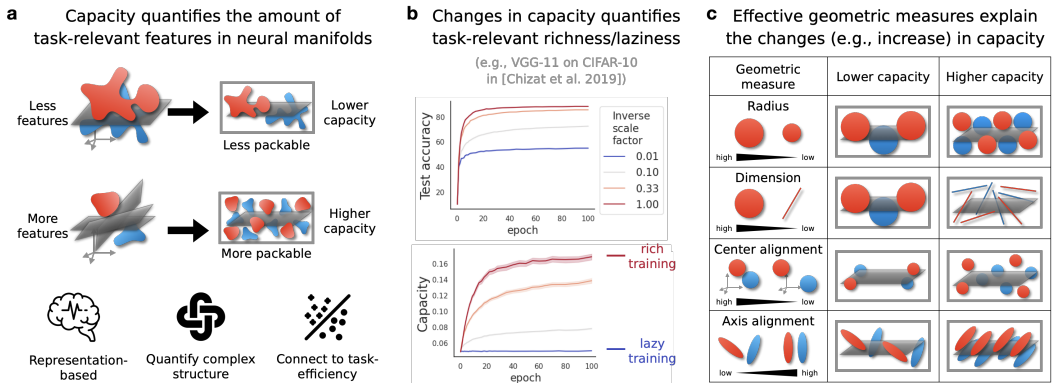 a Capacity quantifies the amount of
task-relevant features in neural manifolds
Less
features
Less packable
Lower
capacity
More
features
More packable
Higher
capacity
Representation-
based
Quantify complex
structure
Connect to task-
efficiency
b Changes in capacity quantifies
task-relevant richness/laziness
(e.g., VGG-11 on CIFAR-10
in [Chizat et al. 2019])
Test accuracy
80
60
40
20
0 20 40 60 80 100
epoch
Inverse
scale
factor
0.01
0.10
0.33
1.00
Capacity
0.16
0.14
0.12
0.10
0.08
0.06
0 20 40 60 80 100
epoch
rich
training
lazy
training
c Effective geometric measures explain
the changes (e.g., increase) in capacity
Geometric
measure
Lower capacity
Higher capacity
Radius
high low
Dimension
high low
Center alignment
high low
Axis alignment
low high